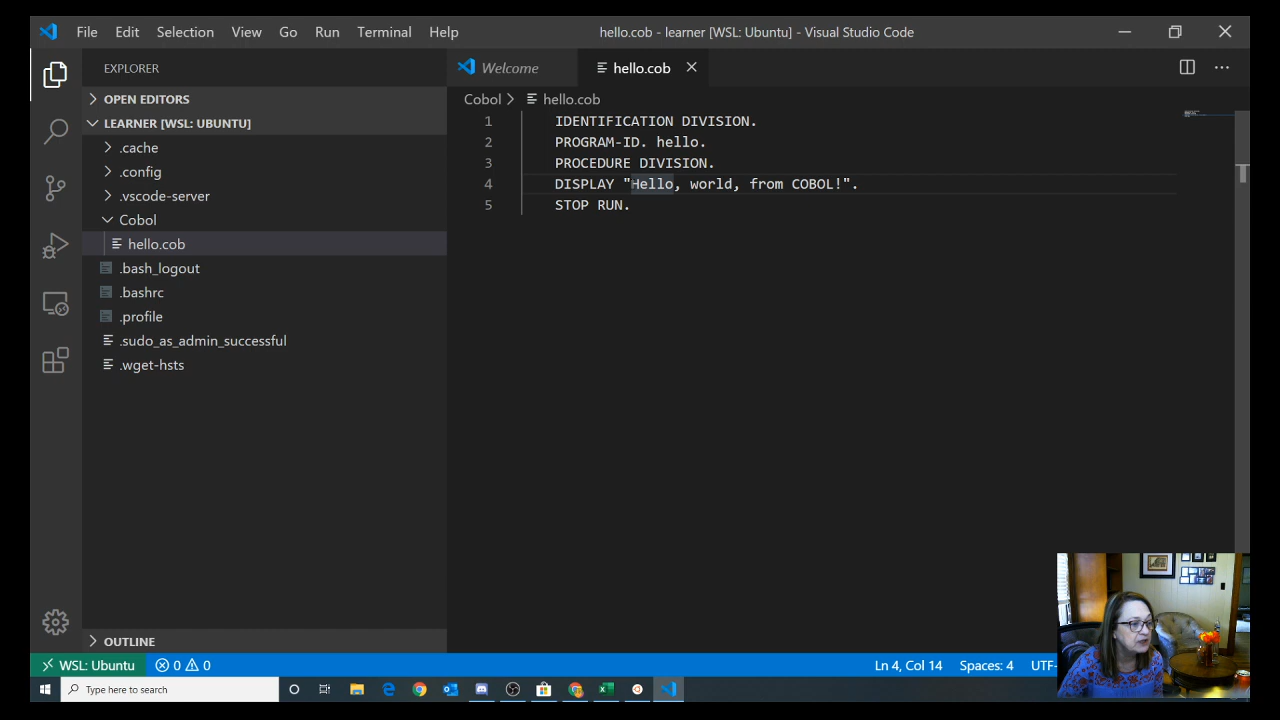 File Edit Selection View Go Run Terminal Help hello.cob - learner [WSL: Ubuntu] - Visual Studio Code
EXPLORER
OPEN EDITORS
LEARNER [WSL: UBUNTU]
.cache
.config
.vscode-server
Cobol
hello.cob
.bash_logout
.bashrc
.profile
.sudo_as_admin_successful
.wget-hsts
OUTLINE
Welcome hello.cob
Cobol hello.cob
1 IDENTIFICATION DIVISION.
2 PROGRAM-ID. hello.
3 PROCEDURE DIVISION.
4 DISPLAY "Hello, world, from COBOL!".
5 STOP RUN.
WSL: Ubuntu 0 0 Ln 4, Col 14 Spaces: 4 UTF-
Type here to search